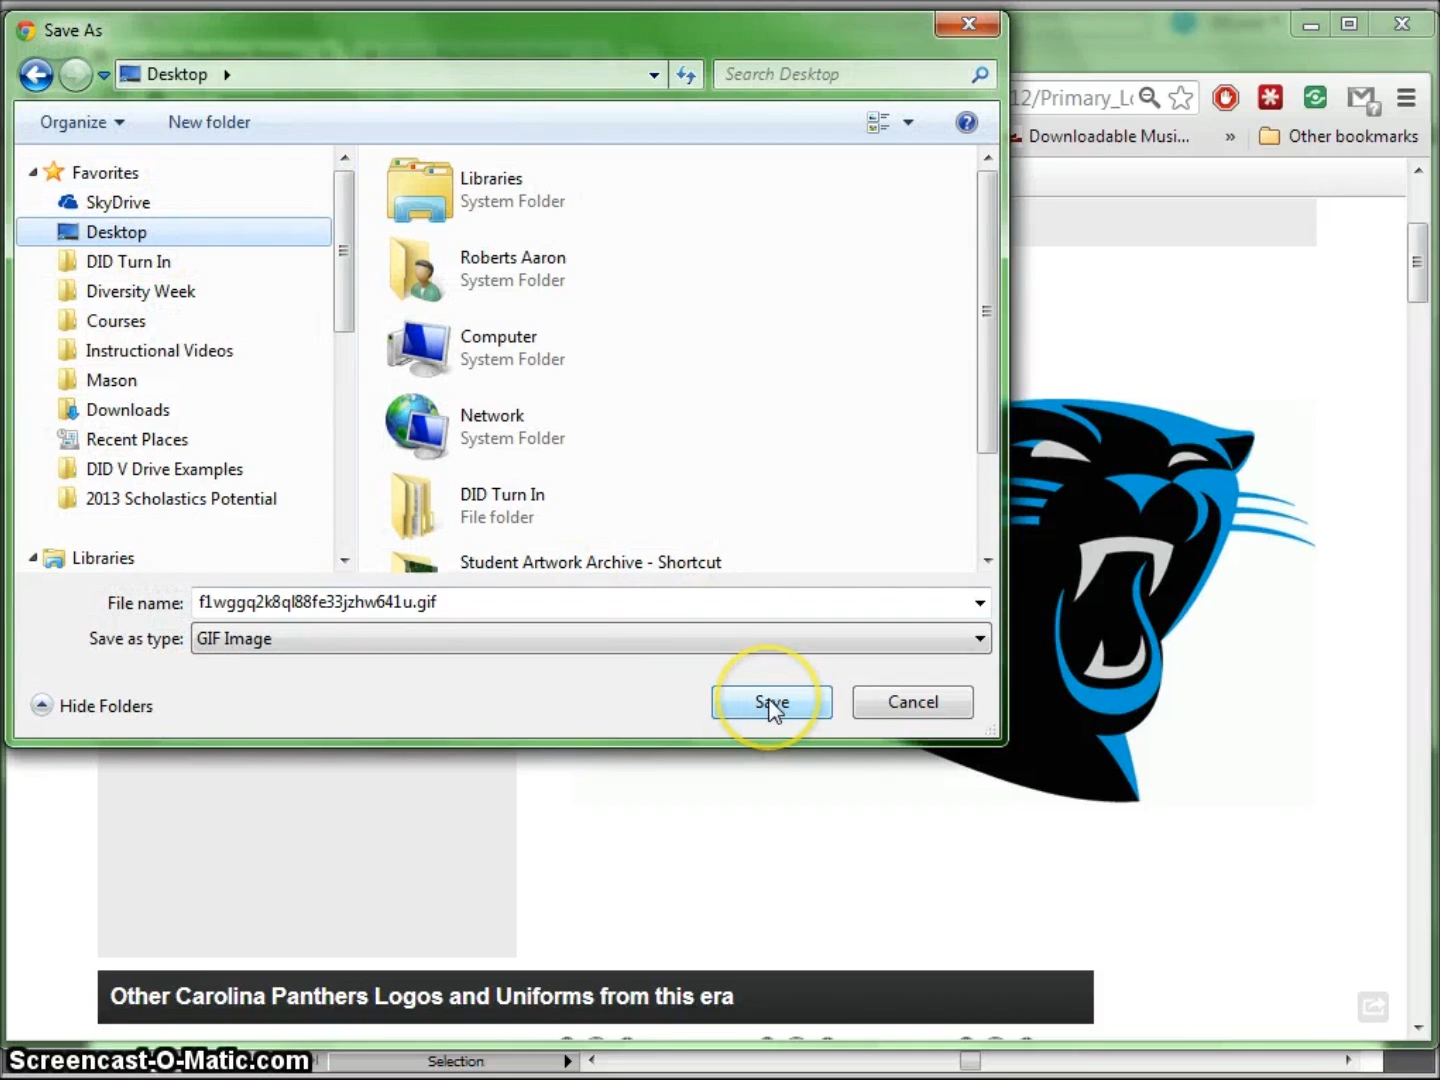 Save As
Desktop
Search Desktop
12/Primary_Lo
Organize
New folder
Downloadable Musi...
»
Other bookmarks
Favorites
SkyDrive
Desktop
DID Turn In
Diversity Week
Courses
Instructional Videos
Mason
Downloads
Recent Places
DID V Drive Examples
2013 Scholastics Potential
Libraries
Libraries
System Folder
Roberts Aaron
System Folder
Computer
System Folder
Network
System Folder
DID Turn In
File folder
Student Artwork Archive - Shortcut
File name: f1wggq2k8ql88fe33jzhw641u.gif
Save as type: GIF Image
Hide Folders
Save
Cancel
Other Carolina Panthers Logos and Uniforms from this era
Screencast-O-Matic.com
Selection